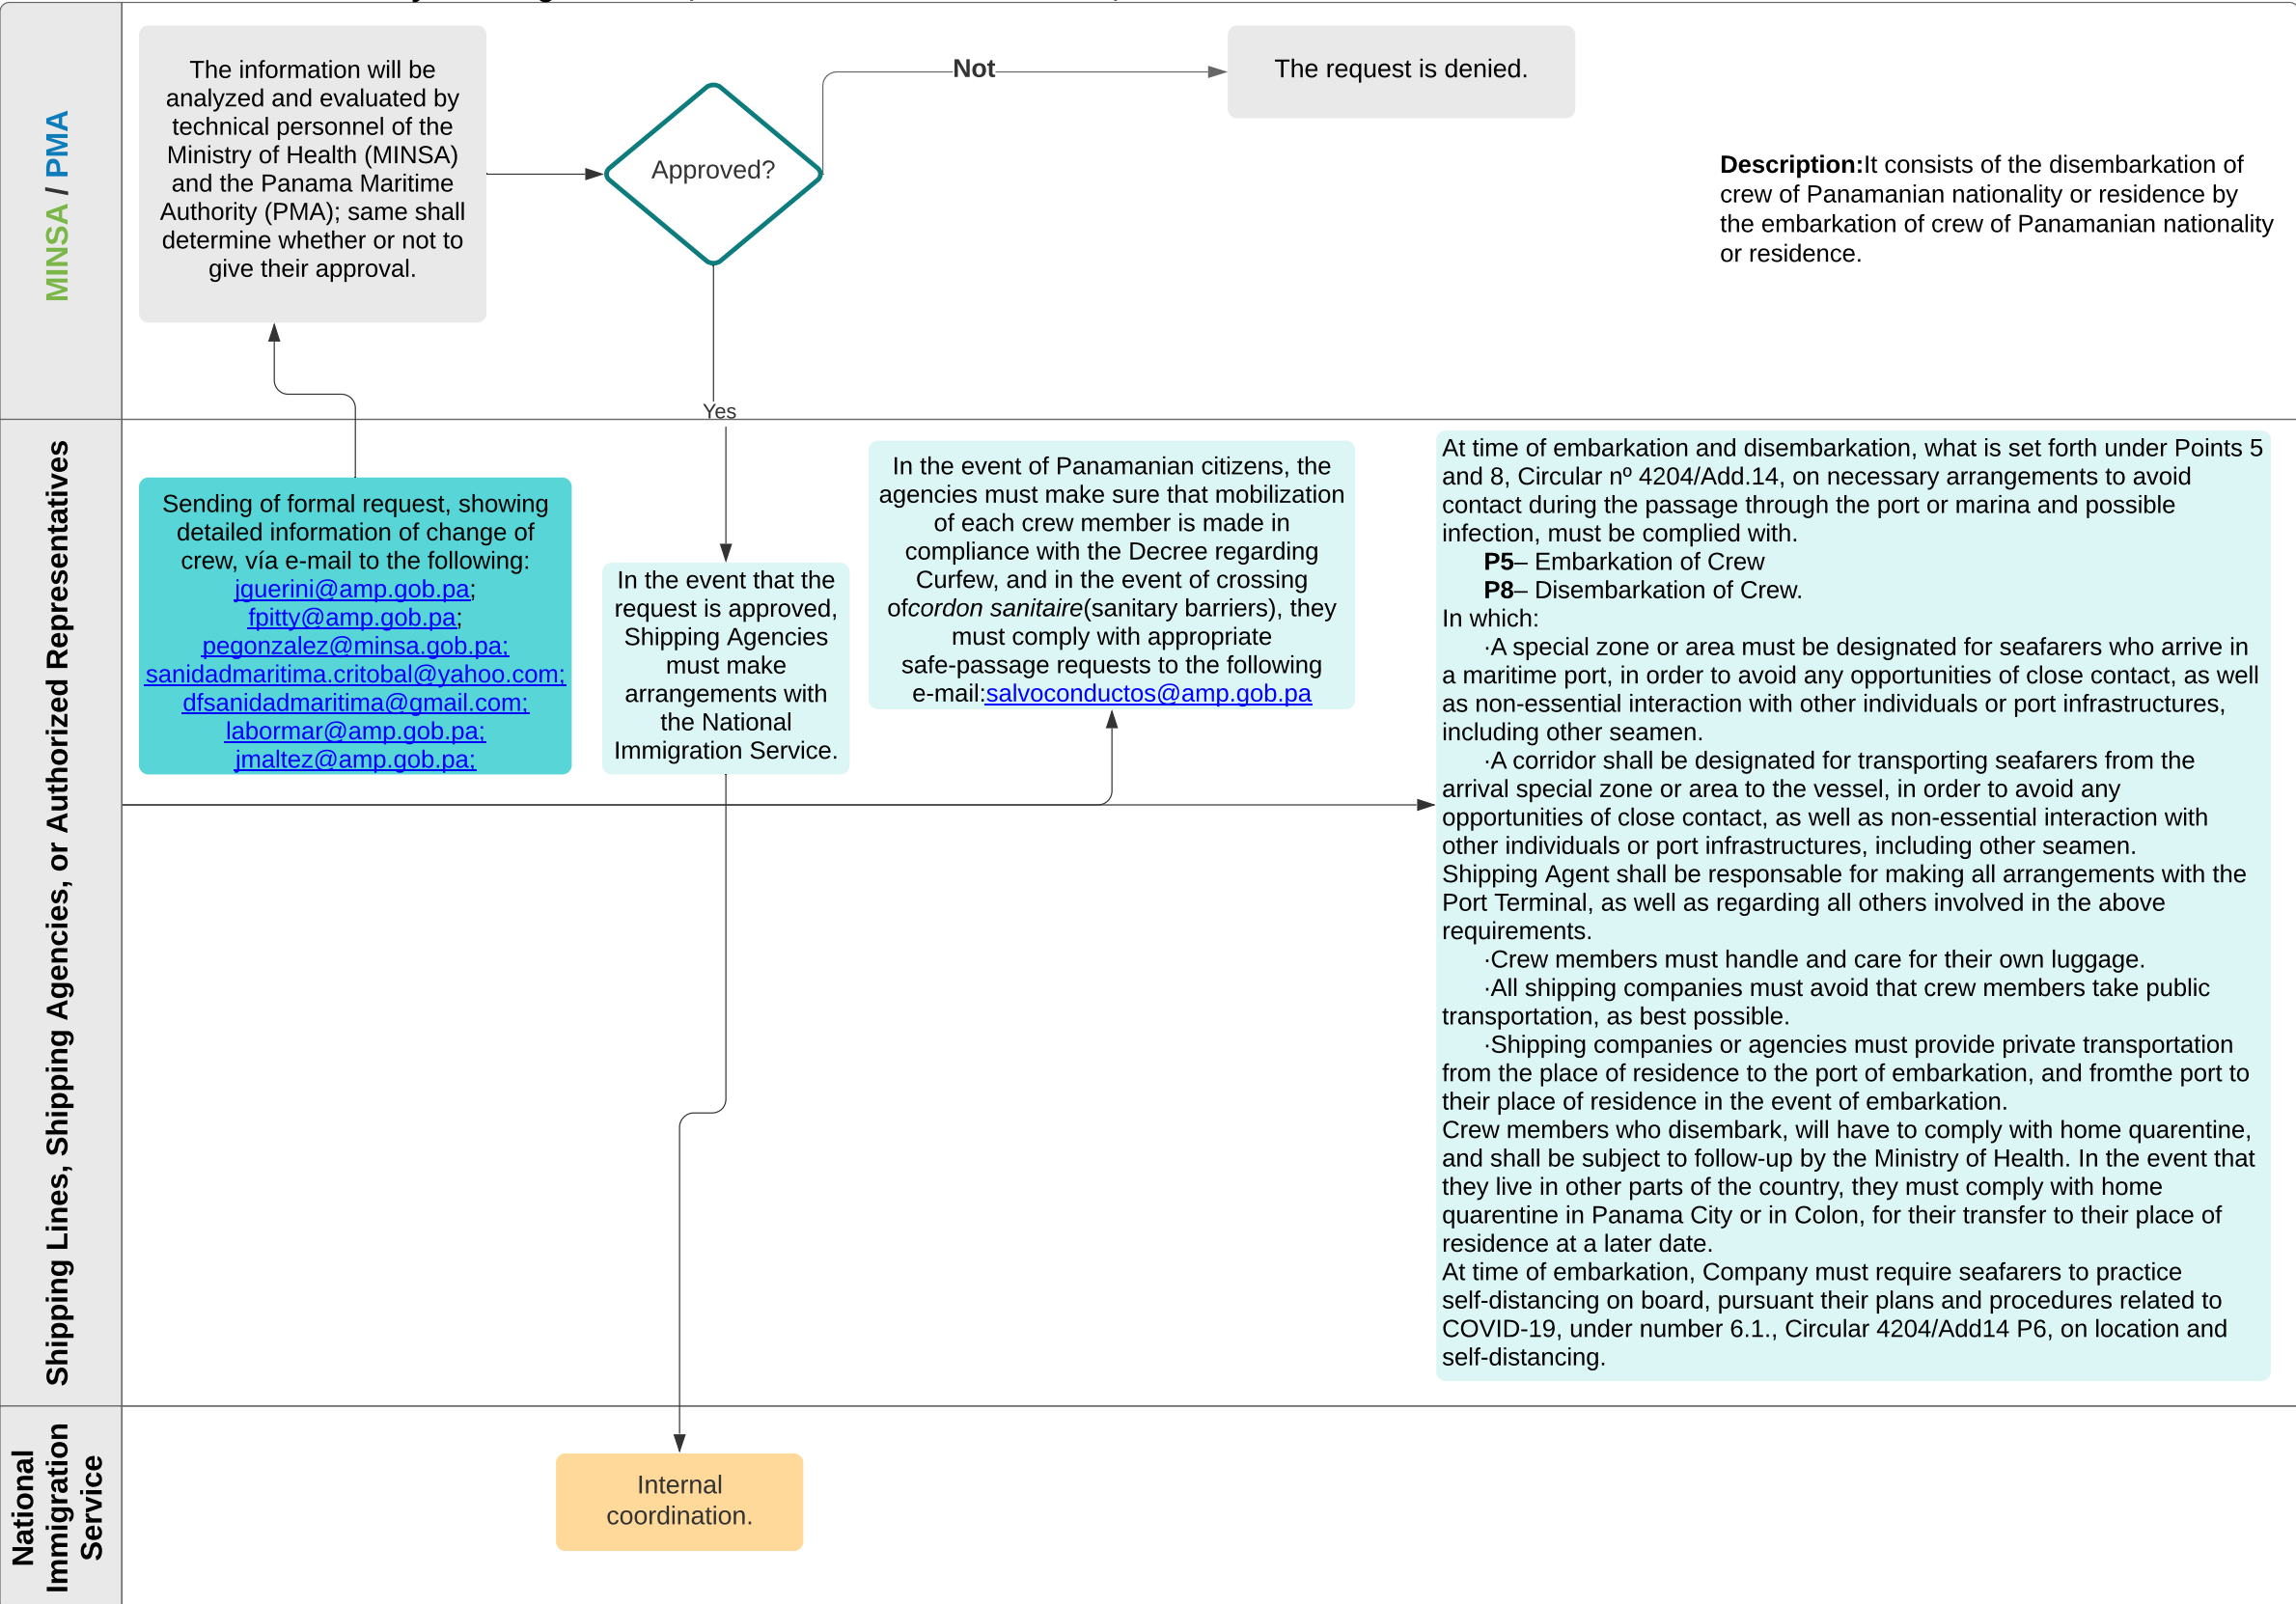 MINSA / PMA
The information will be
analyzed and evaluated by
technical personnel of the
Ministry of Health (MINSA)
and the Panama Maritime
Authority (PMA); same shall
determine whether or not to
give their approval.
Approved?
Not
The request is denied.
Description:It consists of the disembarkation of
crew of Panamanian nationality or residence by
the embarkation of crew of Panamanian nationality
or residence.
Yes
Shipping Lines, Shipping Agencies, or Authorized Representatives
Sending of formal request, showing
detailed information of change of
crew, vía e-mail to the following:
jguerini@amp.gob.pa;
fpitty@amp.gob.pa;
pegonzalez@minsa.gob.pa;
sanidadmaritima.critobal@yahoo.com;
dfsanidadmaritima@gmail.com;
labormar@amp.gob.pa;
jmaltez@amp.gob.pa;
In the event that the
request is approved,
Shipping Agencies
must make
arrangements with
the National
Immigration Service.
In the event of Panamanian citizens, the
agencies must make sure that mobilization
of each crew member is made in
compliance with the Decree regarding
Curfew, and in the event of crossing
ofcordon sanitaire(sanitary barriers), they
must comply with appropriate
safe-passage requests to the following
e-mail:salvoconductos@amp.gob.pa
At time of embarkation and disembarkation, what is set forth under Points 5
and 8, Circular nº 4204/Add.14, on necessary arrangements to avoid
contact during the passage through the port or marina and possible
infection, must be complied with.
P5– Embarkation of Crew
P8– Disembarkation of Crew.
In which:
·A special zone or area must be designated for seafarers who arrive in
a maritime port, in order to avoid any opportunities of close contact, as well
as non-essential interaction with other individuals or port infrastructures,
including other seamen.
·A corridor shall be designated for transporting seafarers from the
arrival special zone or area to the vessel, in order to avoid any
opportunities of close contact, as well as non-essential interaction with
other individuals or port infrastructures, including other seamen.
Shipping Agent shall be responsable for making all arrangements with the
Port Terminal, as well as regarding all others involved in the above
requirements.
·Crew members must handle and care for their own luggage.
·All shipping companies must avoid that crew members take public
transportation, as best possible.
·Shipping companies or agencies must provide private transportation
from the place of residence to the port of embarkation, and fromthe port to
their place of residence in the event of embarkation.
Crew members who disembark, will have to comply with home quarentine,
and shall be subject to follow-up by the Ministry of Health. In the event that
they live in other parts of the country, they must comply with home
quarentine in Panama City or in Colon, for their transfer to their place of
residence at a later date.
At time of embarkation, Company must require seafarers to practice
self-distancing on board, pursuant their plans and procedures related to
COVID-19, under number 6.1., Circular 4204/Add14 P6, on location and
self-distancing.
National
Immigration
Service
Internal
coordination.